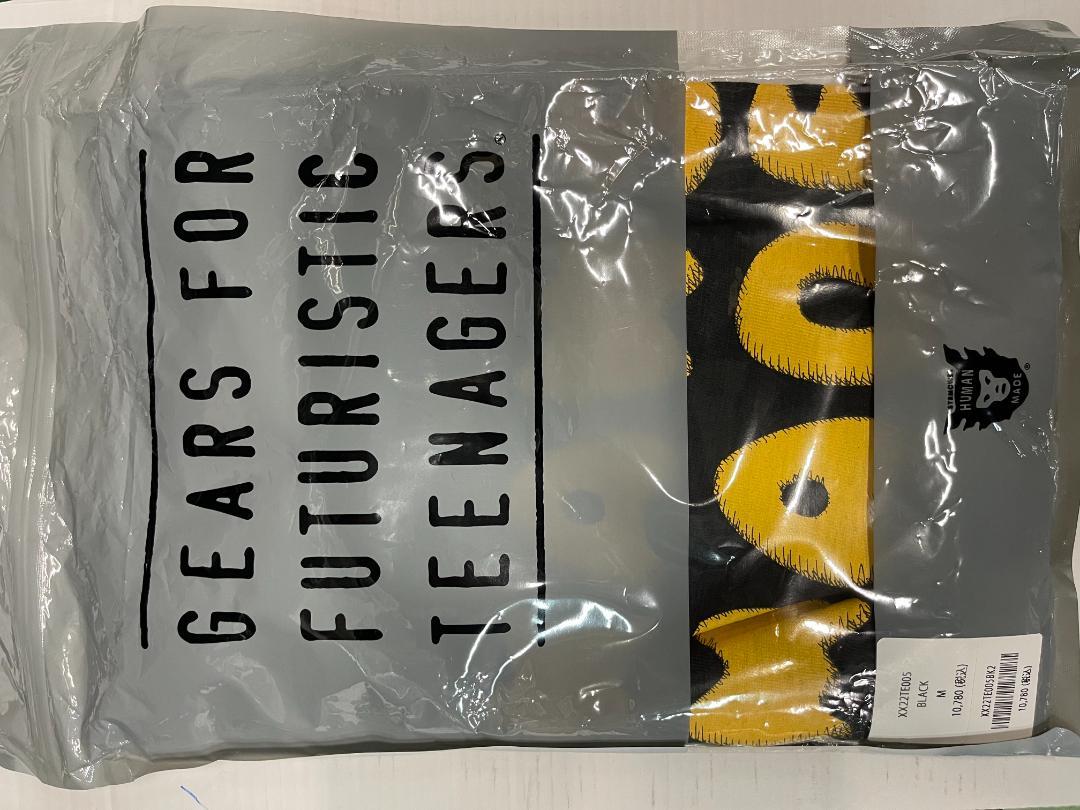 GEARS FOR
FUTURISTIC
TEENAGERS®
HUMAN
MADE®
XX22TE005
BLACK
M
10,780 (税込)
XX22TE005BK2
10,780 (税込)